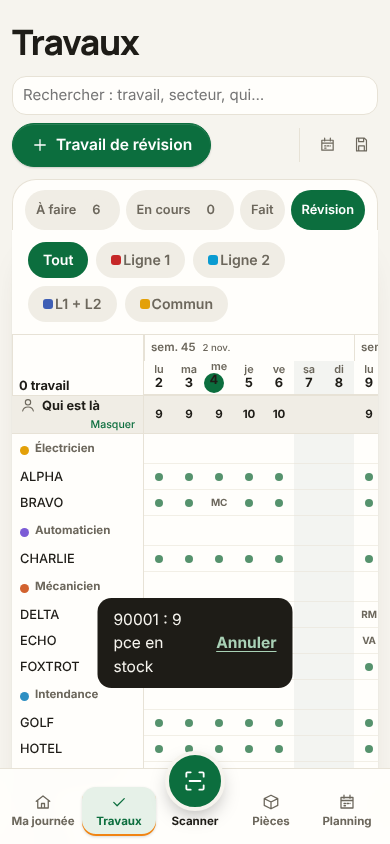 Travaux
Rechercher : travail, secteur, qui...
Travail de révision
À faire 6 En cours 0 Fait Révision
Tout Ligne 1 Ligne 2
L1 + L2 Commun
sem. 45 2 nov.
lu ma me je ve sa di lu
0 travail 2 3 4 5 6 7 8 9
Qui est là 9 9 9 10 10 9
Masquer
Électricien
ALPHA
BRAVO MC
Automaticien
CHARLIE
Mécanicien
DELTA RM
ECHO VA
FOXTROT
90001 : 9
pce en
stock
Annuler
Intendance
GOLF
HOTEL
Ma journée Travaux Scanner Pièces Planning